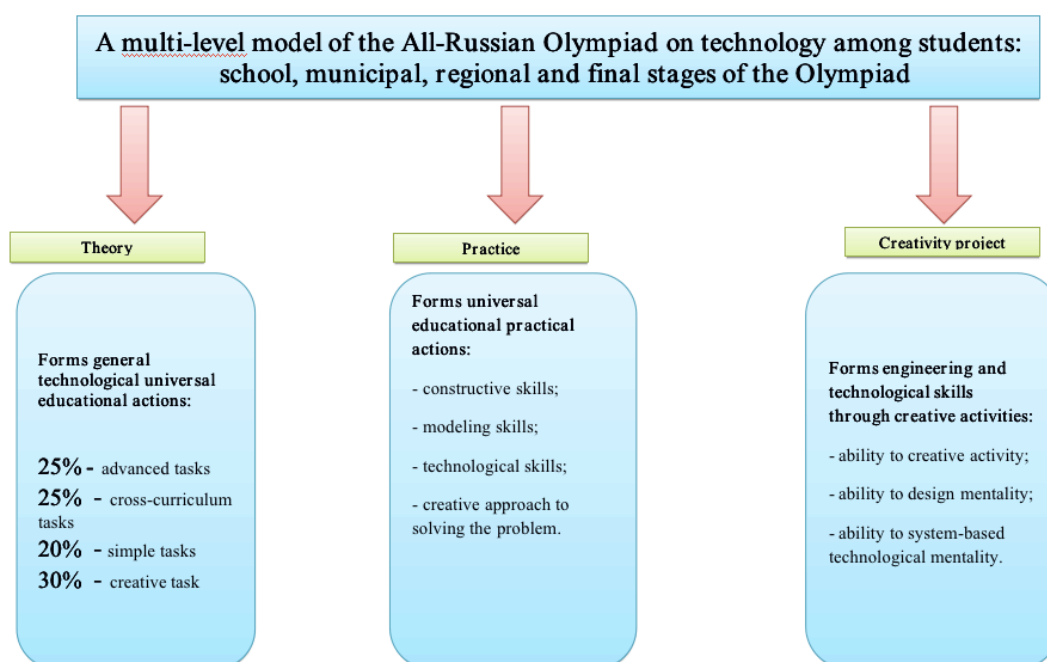 A multi-level model of the All-Russian Olympiad on technology among students:
school, municipal, regional and final stages of the Olympiad
Theory
Forms general
technological universal
educational actions:
25% - advanced tasks
25% - cross-curriculum
tasks
20% - simple tasks
30% - creative task
Practice
Forms universal
educational practical
actions:
- constructive skills;
- modeling skills;
- technological skills;
- creative approach to
solving the problem.
Creativity project
Forms engineering and
technological skills
through creative activities:
- ability to creative activity;
- ability to design mentality;
- ability to system-based
technological mentality.